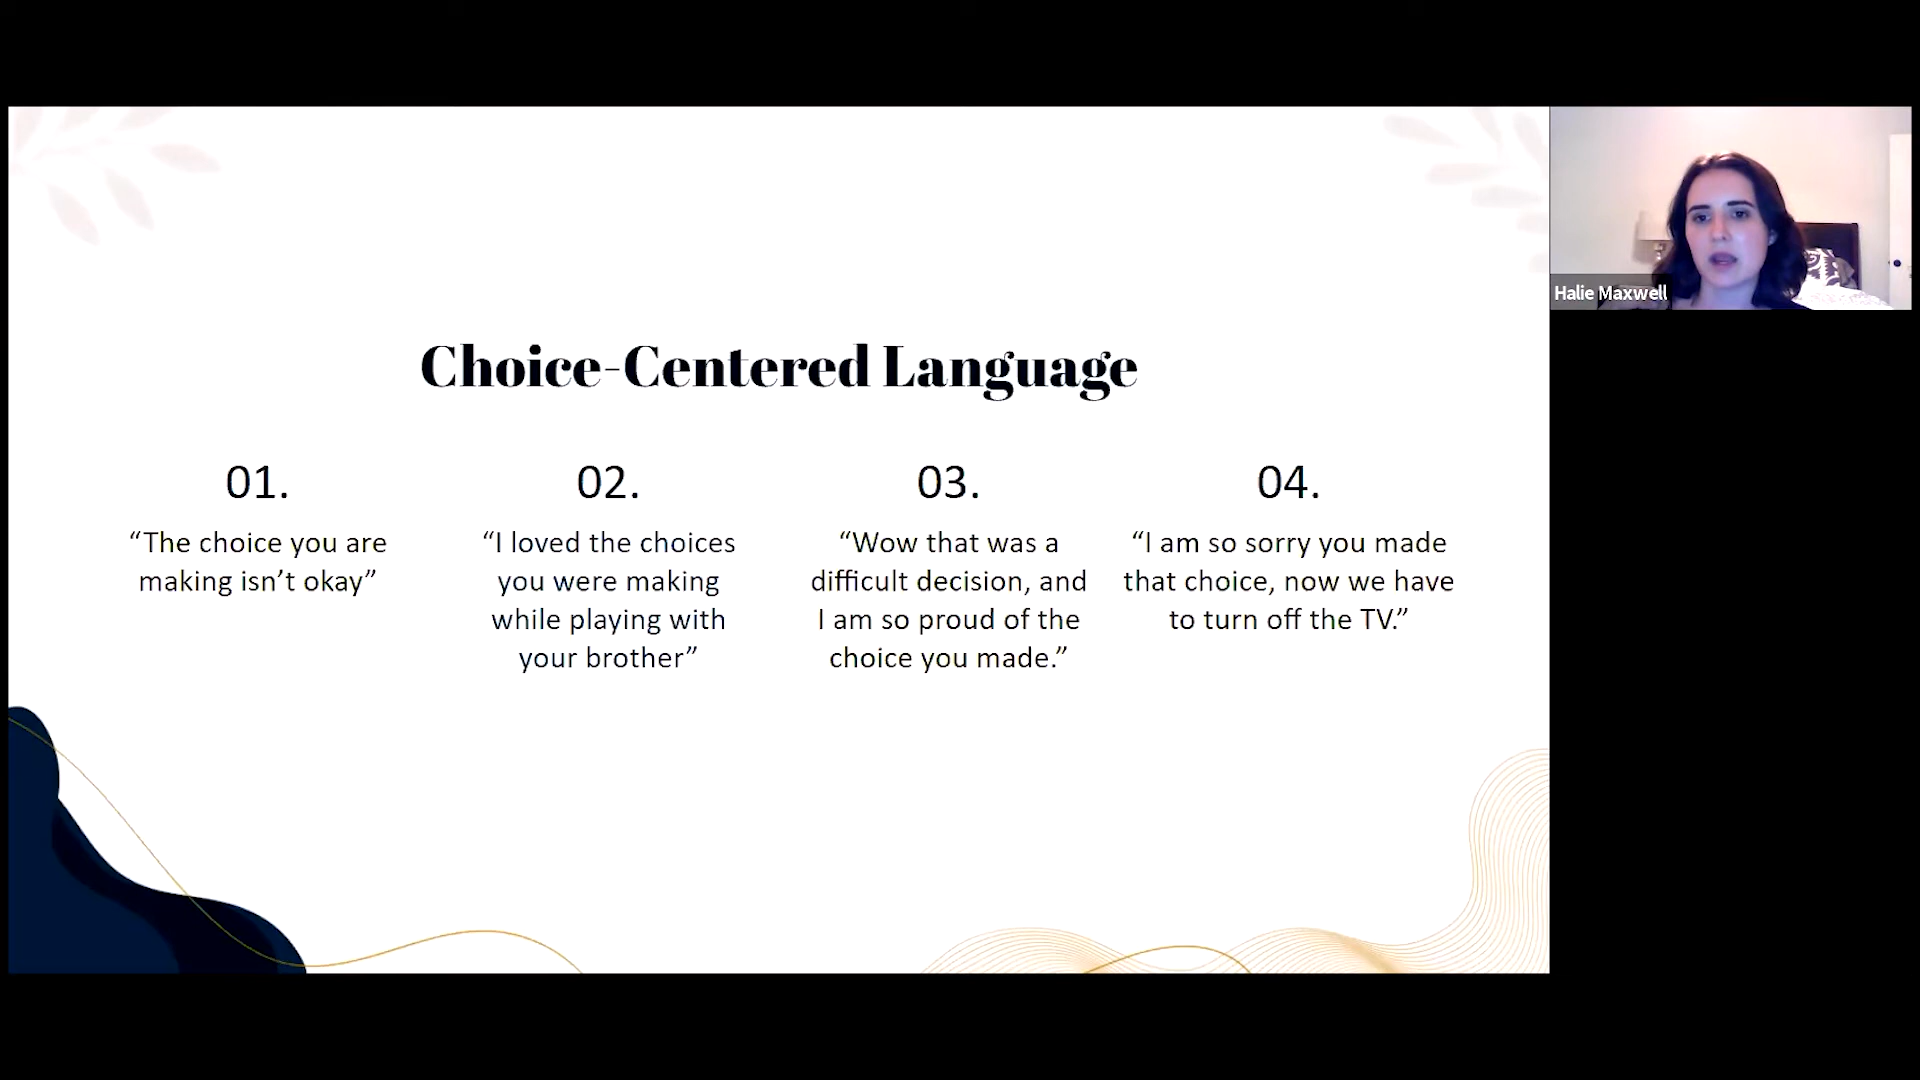 Choice-Centered Language
01.
“The choice you are
making isn’t okay”
02.
“I loved the choices
you were making
while playing with
your brother”
03.
“Wow that was a
difficult decision, and
I am so proud of the
choice you made.”
04.
“I am so sorry you made
that choice, now we have
to turn off the TV.”
Halie Maxwell